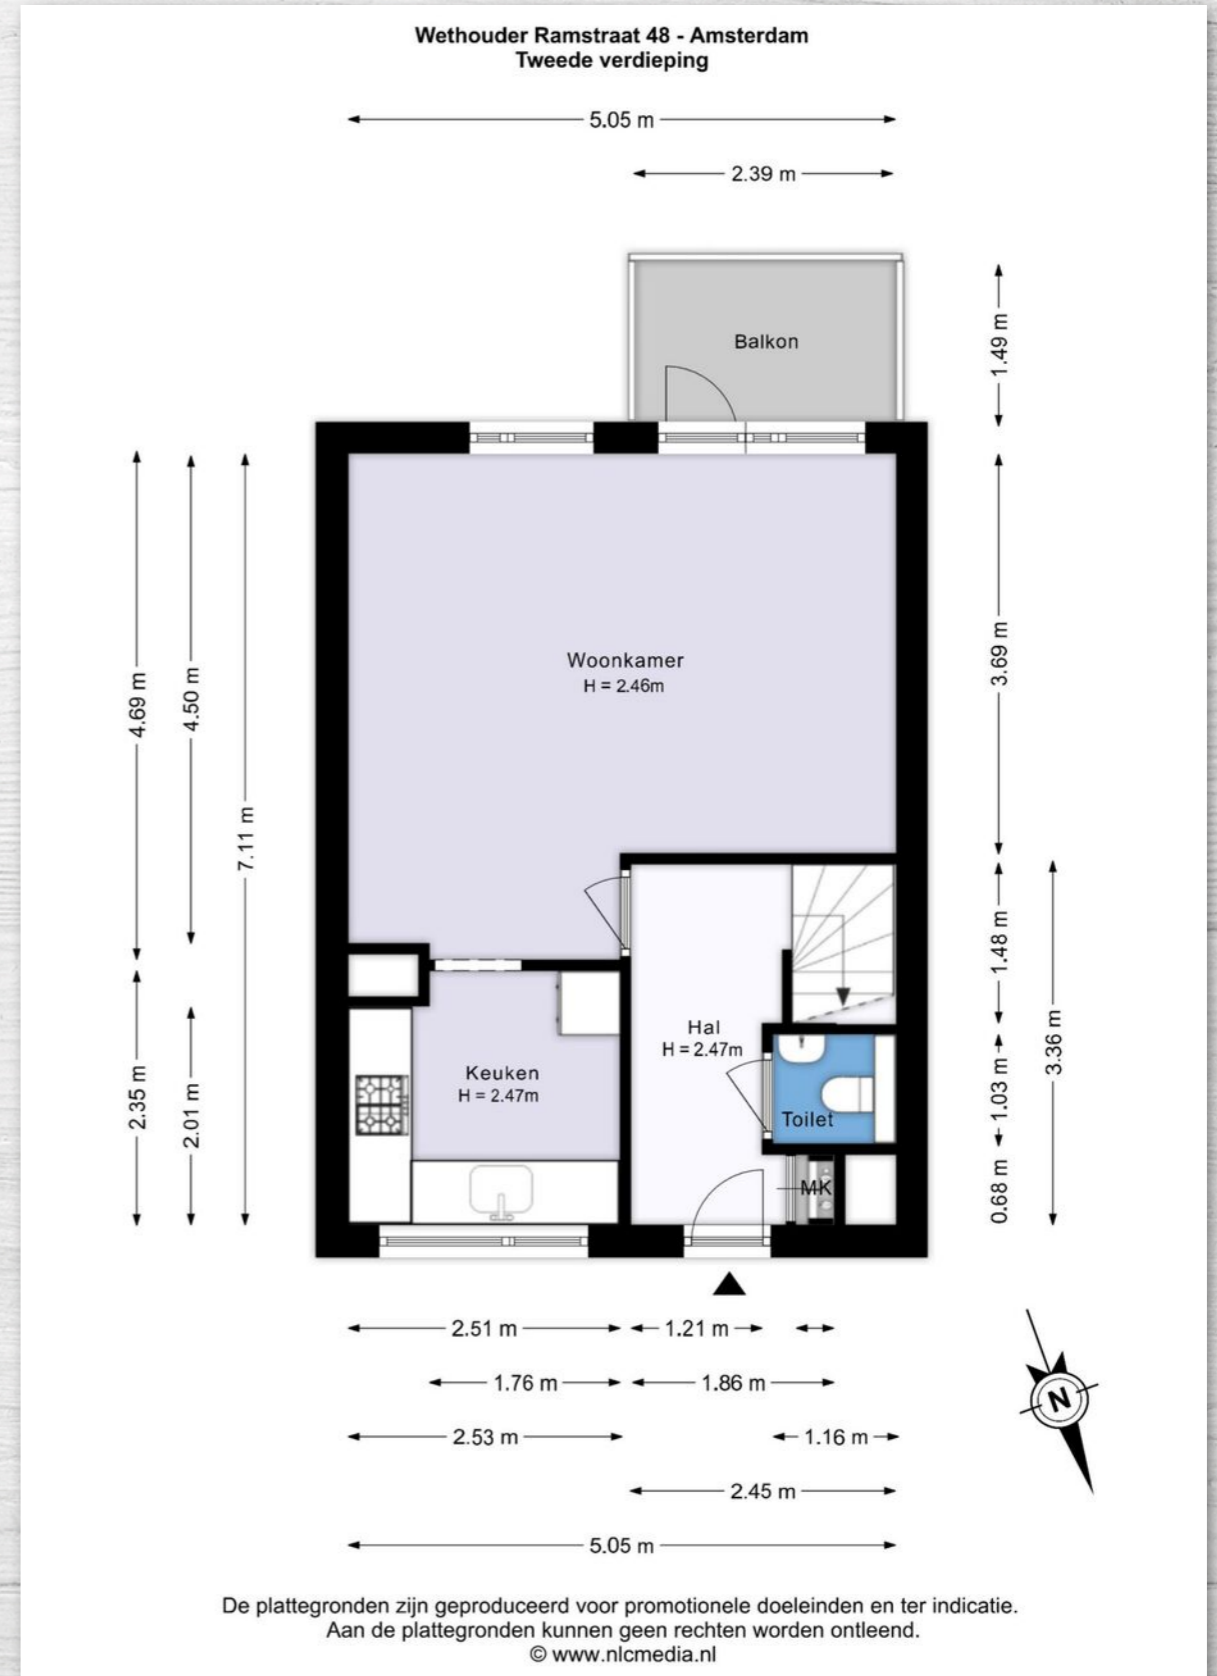 Wethouder Ramstraat 48 - Amsterdam
Tweede verdieping
5.05 m
2.39 m
Balkon
1.49 m
4.69 m
4.50 m
7.11 m
3.69 m
Woonkamer
H = 2.46m
1.48 m
3.36 m
Hal
H = 2.47m
Keuken
H = 2.47m
2.35 m
2.01 m
1.03 m
Toilet
MK
0.68 m
2.51 m
1.21 m
1.76 m
1.86 m
N
2.53 m
1.16 m
2.45 m
5.05 m
De plattegronden zijn geproduceerd voor promotionele doeleinden en ter indicatie.
Aan de plattegronden kunnen geen rechten worden ontleend.
© www.nlcmedia.nl